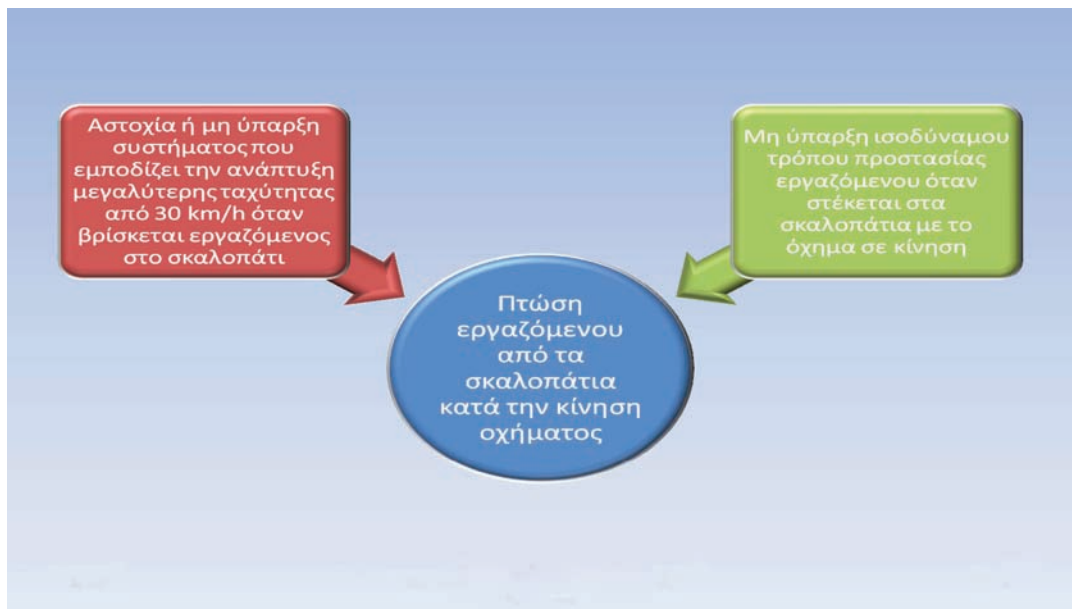 Αστοχία ή μη ύπαρξη
συστήματος που
εμποδίζει την ανάπτυξη
μεγαλύτερης ταχύτητας
από 30 km/h όταν
βρίσκεται εργαζόμενος
στο σκαλοπάτι
Μη ύπαρξη ισοδύναμου
τρόπου προστασίας
εργαζόμενου όταν
στέκεται στα
σκαλοπάτια με το
όχημα σε κίνηση
Πτώση
εργαζόμενου
από τα
σκαλοπάτια
κατά την κίνηση
οχήματος